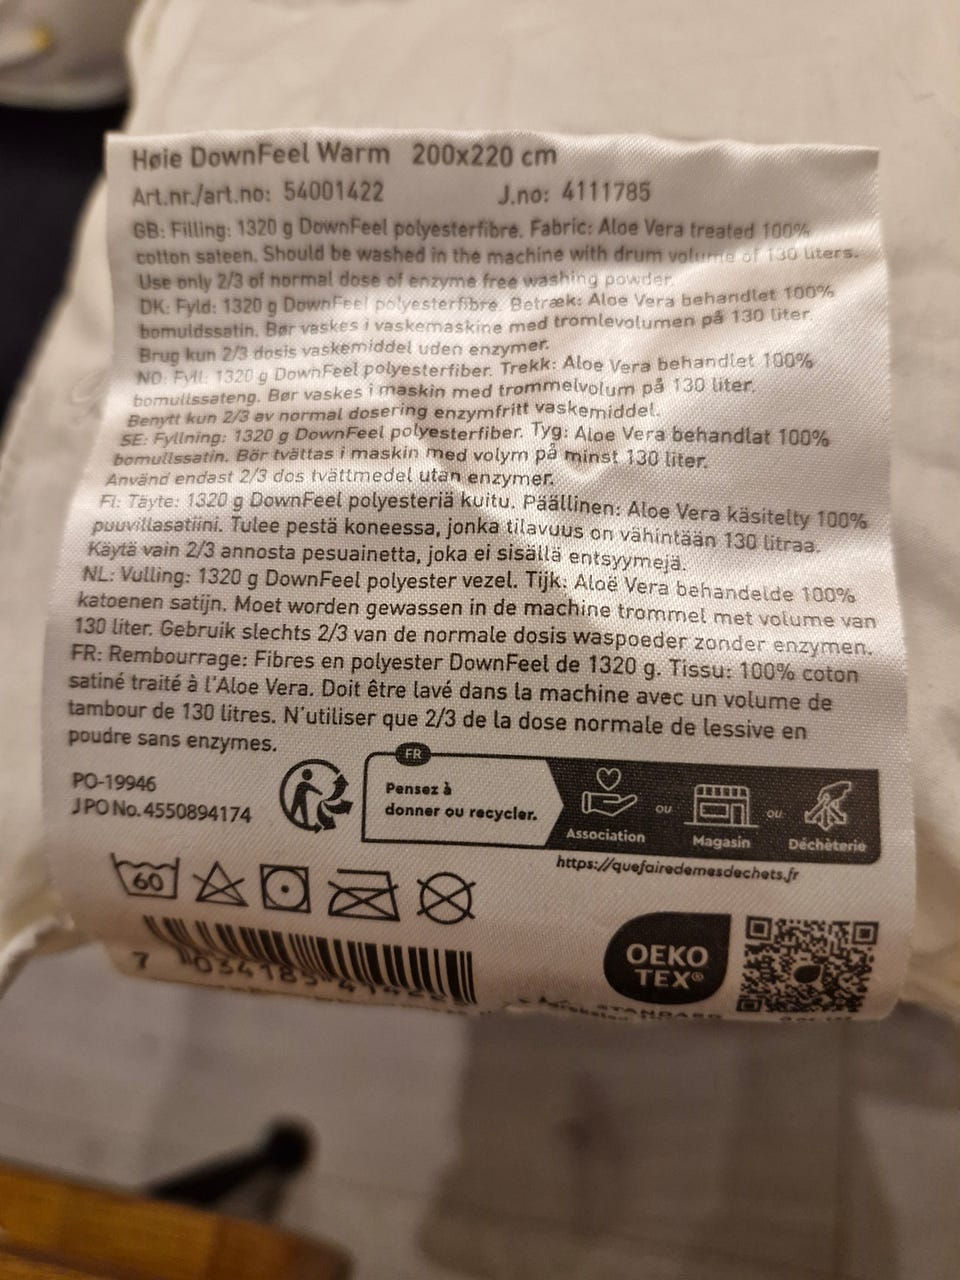 Høie DownFeel Warm 200x220 cm
Art.nr./art.no: 54001422 J.no: 4111785
GB: Filling: 1320 g DownFeel polyesterfibre. Fabric: Aloe Vera treated 100%
cotton sateen. Should be washed in the machine with drum volume of 130 liters.
Use only 2/3 of normal dose of enzyme free washing powder.
DK: Fyld: 1320 g DownFeel polyesterfibre. Betræk: Aloe Vera behandlet 100%
bomuldssatin. Bør vaskes i vaskemaskine med tromlevolumen på 130 liter.
Brug kun 2/3 dosis vaskemiddel uden enzymer.
NO: Fyll: 1320 g DownFeel polyesterfiber. Trekk: Aloe Vera behandlet 100%
bomullssateng. Bør vaskes i maskin med trommelvolum på 130 liter.
Benytt kun 2/3 av normal dosering enzymfritt vaskemiddel.
SE: Fyllning: 1320 g DownFeel polyesterfiber. Tyg: Aloe Vera behandlat 100%
bomullssatin. Bör tvättas i maskin med volym på minst 130 liter.
Använd endast 2/3 dos tvättmedel utan enzymer.
FI: Täyte: 1320 g DownFeel polyesteriä kuitu. Päällinen: Aloe Vera käsitelty 100%
puuvillasatiini. Tulee pestä koneessa, jonka tilavuus on vähintään 130 litraa.
Käytä vain 2/3 annosta pesuainetta, joka ei sisällä entsyymejä.
NL: Vulling: 1320 g DownFeel polyester vezel. Tijk: Aloë Vera behandelde 100%
katoenen satijn. Moet worden gewassen in de machine trommel met volume van
130 liter. Gebruik slechts 2/3 van de normale dosis waspoeder zonder enzymen.
FR: Rembourrage: Fibres en polyester DownFeel de 1320 g. Tissu: 100% coton
satiné traité à l'Aloe Vera. Doit être lavé dans la machine avec un volume de
tambour de 130 litres. N'utiliser que 2/3 de la dose normale de lessive en
poudre sans enzymes.
FR
PO-19946
JPO No. 4550894174
Pensez à
donner ou recycler.
Association ou Magasin ou Déchèterie
https://quefairedemesdechets.fr
60
OEKO
TEX®
7
STANDARD